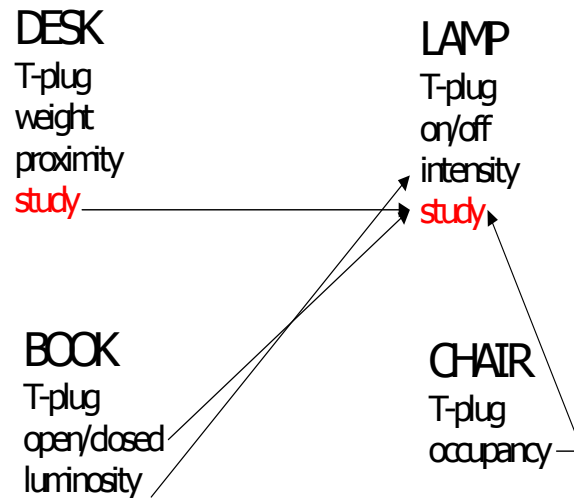 DESK
T-plug
weight
proximity
study
LAMP
T-plug
on/off
intensity
study
BOOK
T-plug
open/closed
luminosity
CHAIR
T-plug
occupancy